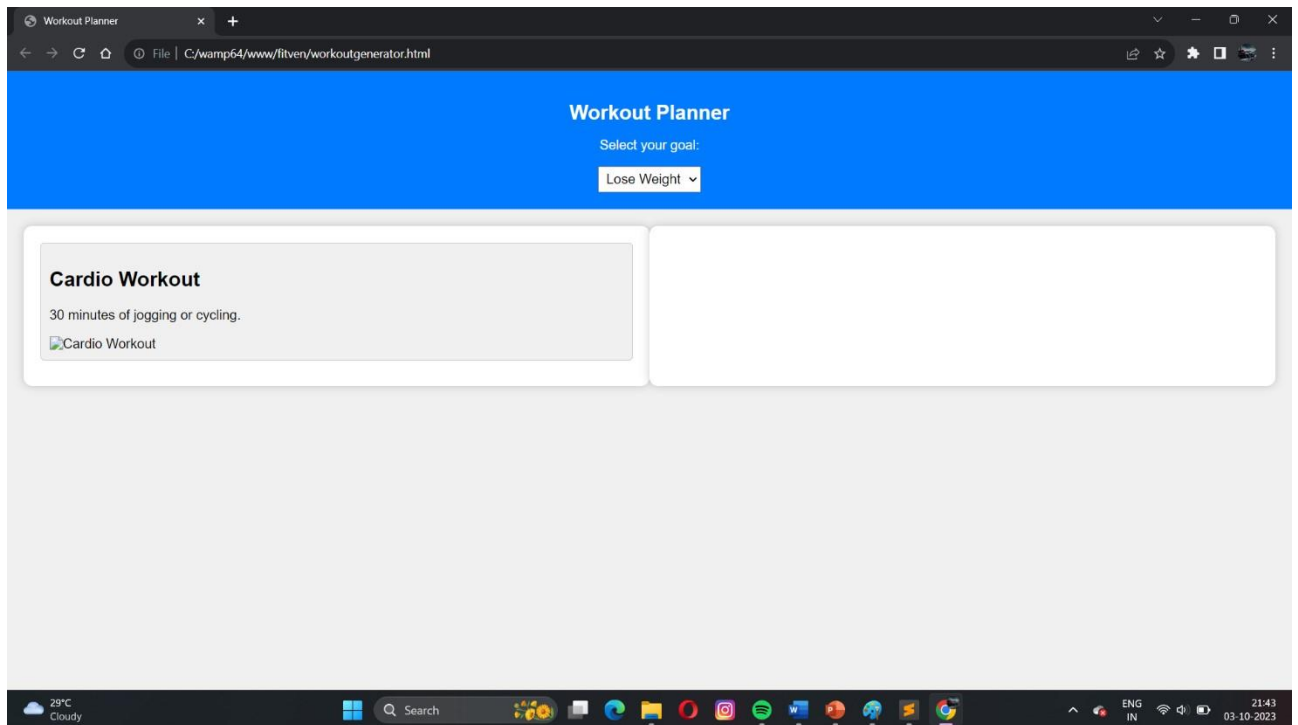 Workout Planner
File | C:/wamp64/www/fitven/workoutgenerator.html
Workout Planner
Select your goal:
Lose Weight
Cardio Workout
30 minutes of jogging or cycling.
Cardio Workout
29°C
Cloudy
Search
ENG
IN
21:43
03-10-2023